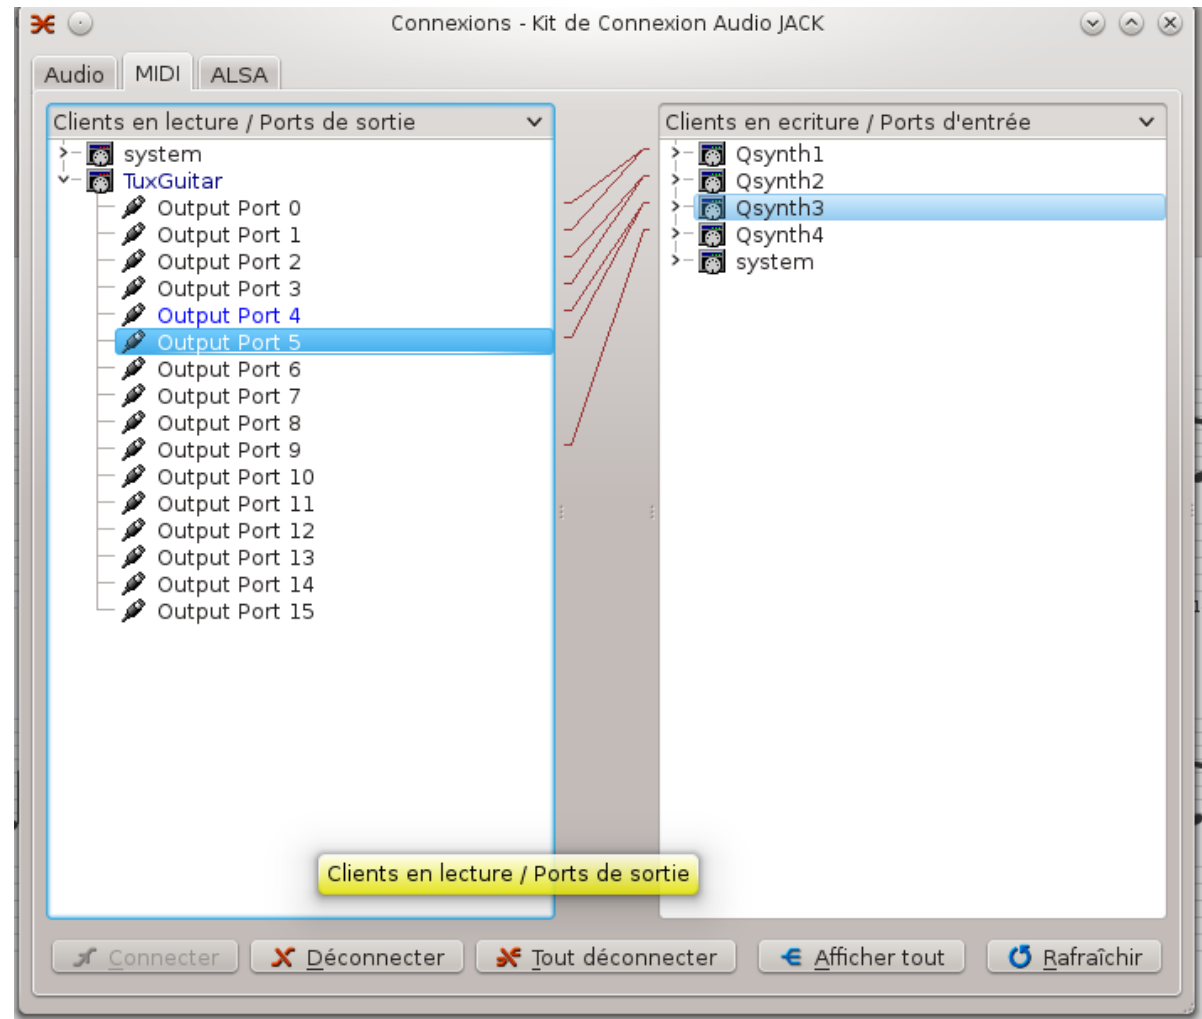 Connexions - Kit de Connexion Audio JACK
Audio MIDI ALSA
Clients en lecture / Ports de sortie
system
TuxGuitar
Output Port 0
Output Port 1
Output Port 2
Output Port 3
Output Port 4
Output Port 5
Output Port 6
Output Port 7
Output Port 8
Output Port 9
Output Port 10
Output Port 11
Output Port 12
Output Port 13
Output Port 14
Output Port 15
Clients en ecriture / Ports d'entrée
Qsynth1
Qsynth2
Qsynth3
Qsynth4
system
Clients en lecture / Ports de sortie
Connecter Déconnecter Tout déconnecter Afficher tout Rafraîchir